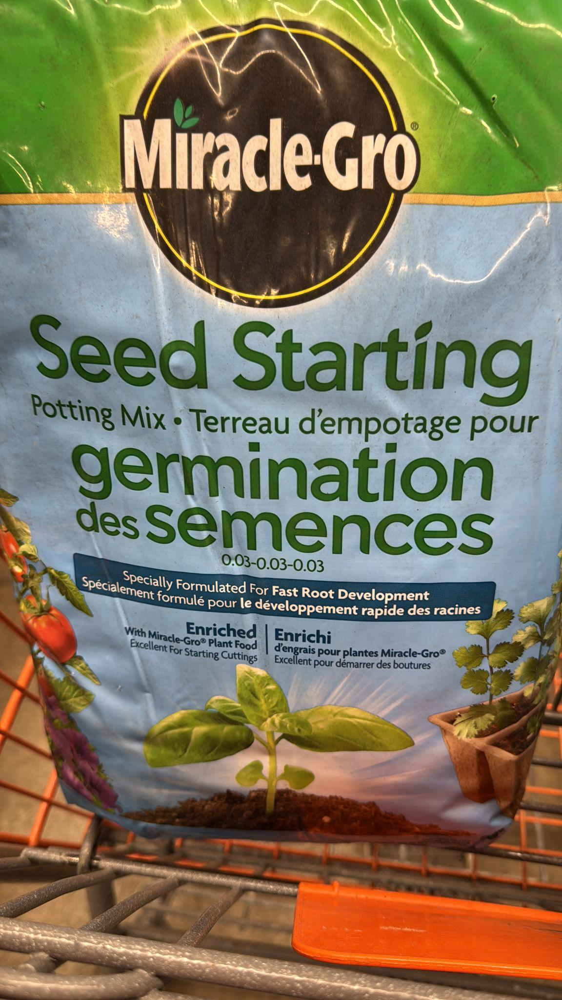 Miracle-Gro®
Seed Starting
Potting Mix • Terreau d'empotage pour
germination
des semences
0.03-0.03-0.03
Specially Formulated For Fast Root Development
Spécialement formulé pour le développement rapide des racines
Enriched
With Miracle-Gro® Plant Food
Excellent For Starting Cuttings
Enrichi
d'engrais pour plantes Miracle-Gro®
Excellent pour démarrer des boutures